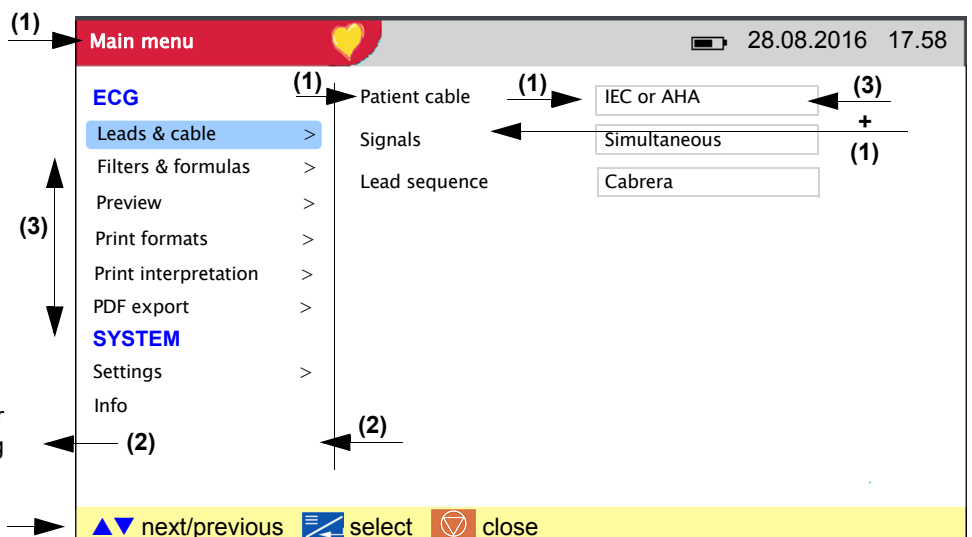 (1)
Main menu 28.08.2016 17.58
ECG
Leads & cable >
Filters & formulas >
Preview >
Print formats >
Print interpretation >
PDF export >
SYSTEM
Settings >
Info
(1) Patient cable (1) IEC or AHA (3)
+
Signals Simultaneous (1)
Lead sequence Cabrera
(3)
r
g (2)
(2)
next/previous select close